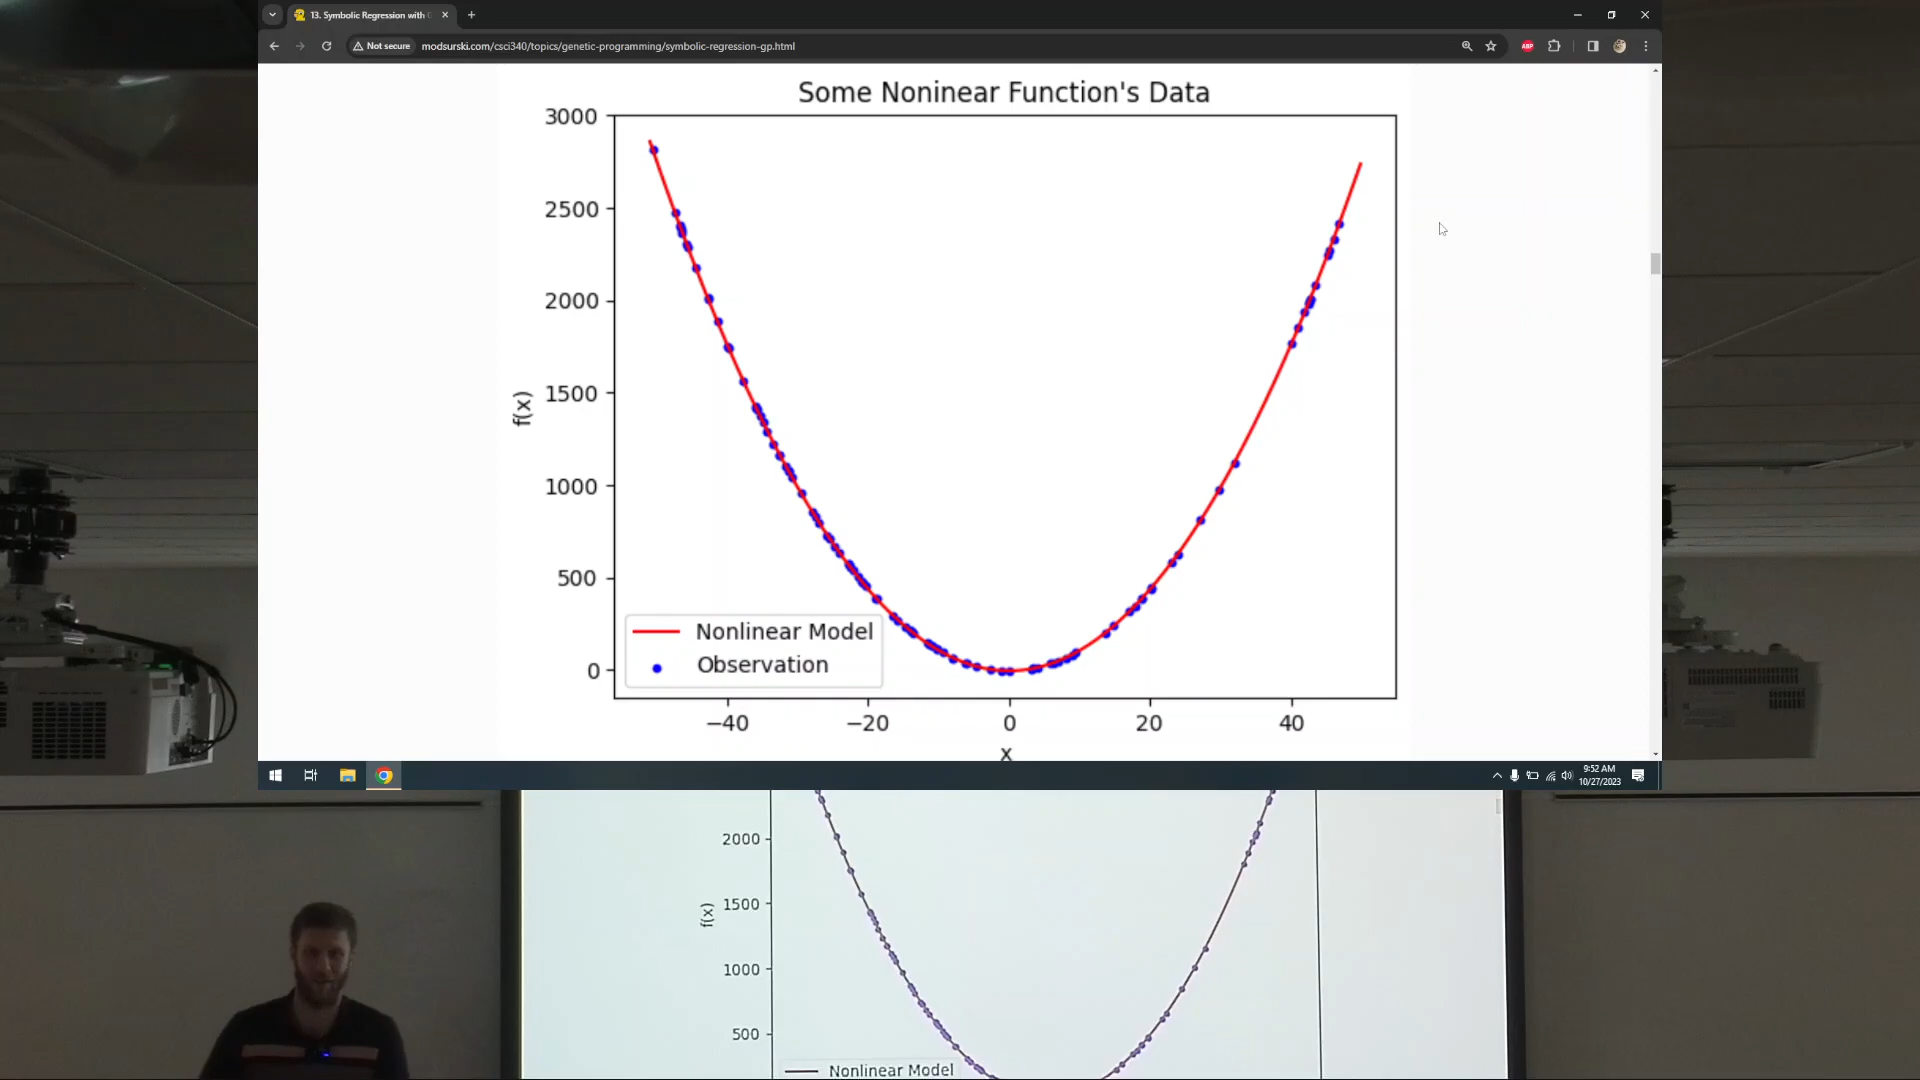 13. Symbolic Regression with
Not secure
modsurski.com/csci340/topics/genetic-programming/symbolic-regression-gp.html
ABP
Some Noninear Function's Data
3000
2500
2000
1500
1000
500
0
f(x)
Nonlinear Model
Observation
−40
−20
0
20
40
x
9:52 AM
10/27/2023
2000
1500
1000
500
f(x)
Nonlinear Model